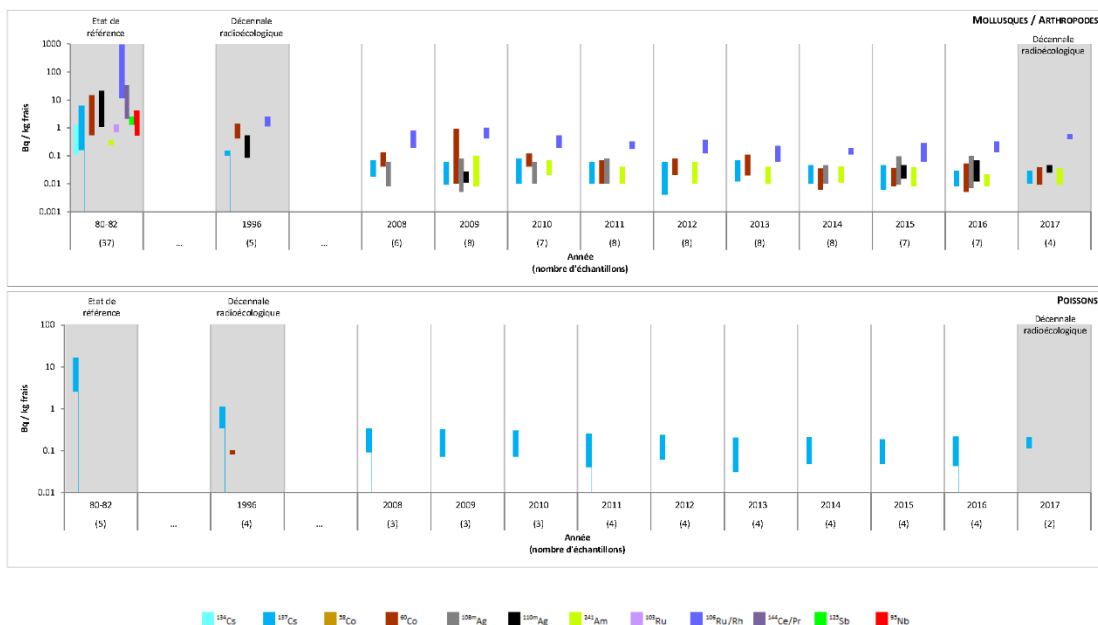 MOLLUSQUES / ARTHROPODES
Etat de référence
Décennale radioécologique
Décennale radioécologique
Bq / kg frais
1000
100
10
1
0.1
0.01
0.001
80-82 ... 1996 ... 2008 2009 2010 2011 2012 2013 2014 2015 2016 2017
(37) (5) (6) (8) (7) (8) (8) (8) (8) (7) (7) (4)
Année
(nombre d'échantillons)
POISSONS
Etat de référence
Décennale radioécologique
Décennale radioécologique
Bq / kg frais
100
10
1
0.1
0.01
80-82 ... 1996 ... 2008 2009 2010 2011 2012 2013 2014 2015 2016 2017
(5) (4) (3) (3) (3) (4) (4) (4) (4) (4) (4) (2)
Année
(nombre d'échantillons)
134Cs 137Cs 58Co 60Co 108mAg 110mAg 241Am 103Ru 106Ru/Rh 144Ce/Pr 125Sb 95Nb